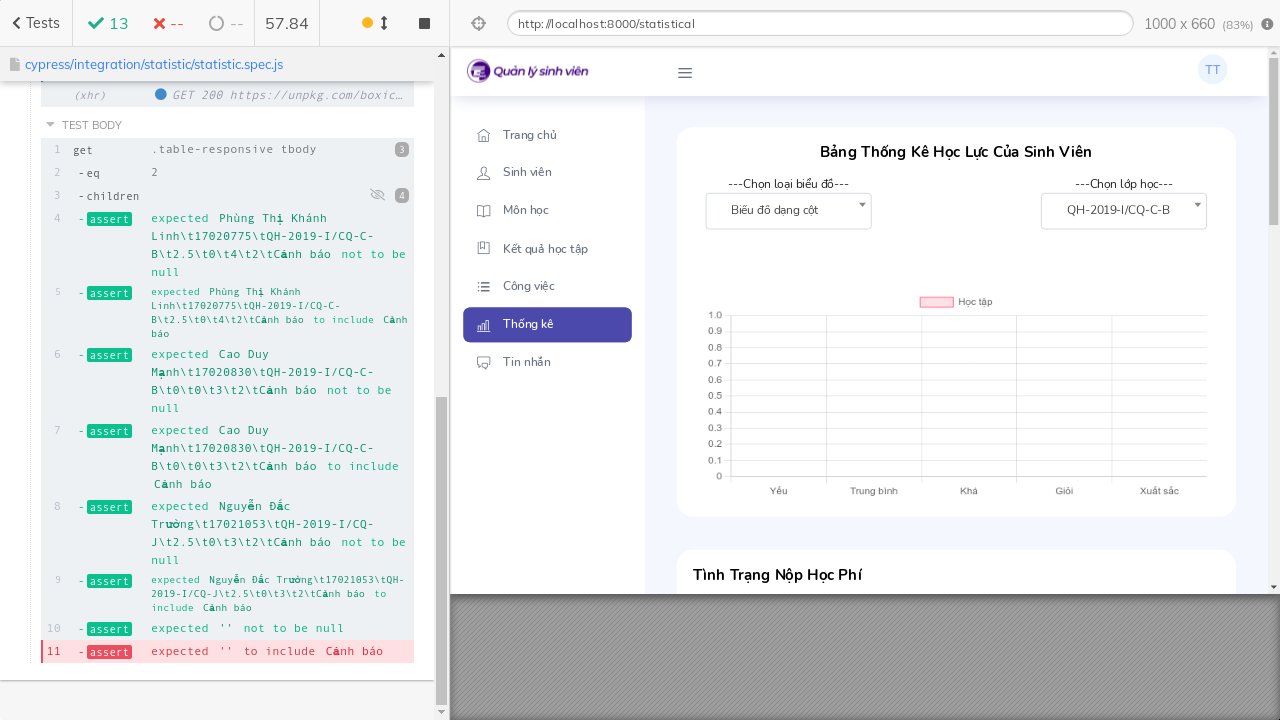 Tests
13
--
--
57.84
http://localhost:8000/statistical
1000 x 660 (83%)
cypress/integration/statistic/statistic.spec.js
(xhr) GET 200 https://unpkg.com/boxic…
TEST BODY
1 get .table-responsive tbody 3
2 -eq 2
3 -children 4
4 -assert expected Phùng Thị Khánh
Linh\t17020775\tQH-2019-I/CQ-C-
B\t2.5\t0\t4\t2\tCảnh báo not to be
null
5 -assert expected Phùng Thị Khánh
Linh\t17020775\tQH-2019-I/CQ-C-
B\t2.5\t0\t4\t2\tCảnh báo to include Cảnh
báo
6 -assert expected Cao Duy
Mạnh\t17020830\tQH-2019-I/CQ-C-
B\t0\t0\t3\t2\tCảnh báo not to be
null
7 -assert expected Cao Duy
Mạnh\t17020830\tQH-2019-I/CQ-C-
B\t0\t0\t3\t2\tCảnh báo to include
Cảnh báo
8 -assert expected Nguyễn Đắc
Trường\t17021053\tQH-2019-I/CQ-
J\t2.5\t0\t3\t2\tCảnh báo not to be
null
9 -assert expected Nguyễn Đắc Trường\t17021053\tQH-
2019-I/CQ-J\t2.5\t0\t3\t2\tCảnh báo to
include Cảnh báo
10 -assert expected '' not to be null
11 -assert expected '' to include Cảnh báo
Quản lý sinh viên
TT
Trang chủ
Sinh viên
Môn học
Kết quả học tập
Công việc
Thống kê
Tin nhắn
Bảng Thống Kê Học Lực Của Sinh Viên
---Chọn loại biểu đồ---
Biểu đồ dạng cột
---Chọn lớp học---
QH-2019-I/CQ-C-B
Học tập
1.0
0.9
0.8
0.7
0.6
0.5
0.4
0.3
0.2
0.1
0
Yếu Trung bình Khá Giỏi Xuất sắc
Tình Trạng Nộp Học Phí